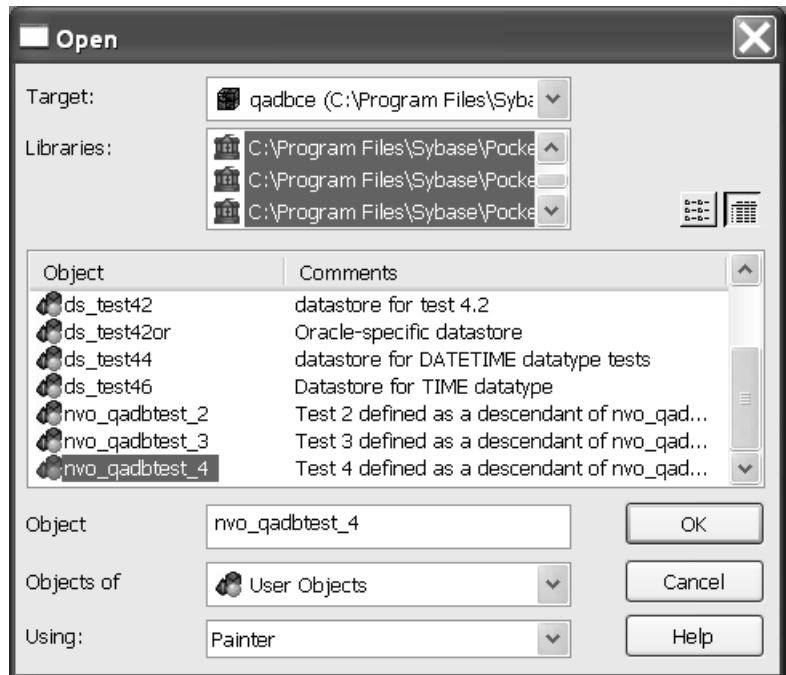 Open
Target: qadbce (C:\Program Files\Syba
Libraries: C:\Program Files\Sybase\Pocke
C:\Program Files\Sybase\Pocke
C:\Program Files\Sybase\Pocke
Object Comments
ds_test42 datastore for test 4.2
ds_test42or Oracle-specific datastore
ds_test44 datastore for DATETIME datatype tests
ds_test46 Datastore for TIME datatype
nvo_qadbtest_2 Test 2 defined as a descendant of nvo_qad...
nvo_qadbtest_3 Test 3 defined as a descendant of nvo_qad...
nvo_qadbtest_4 Test 4 defined as a descendant of nvo_qad...
Object nvo_qadbtest_4 OK
Objects of User Objects Cancel
Using: Painter Help